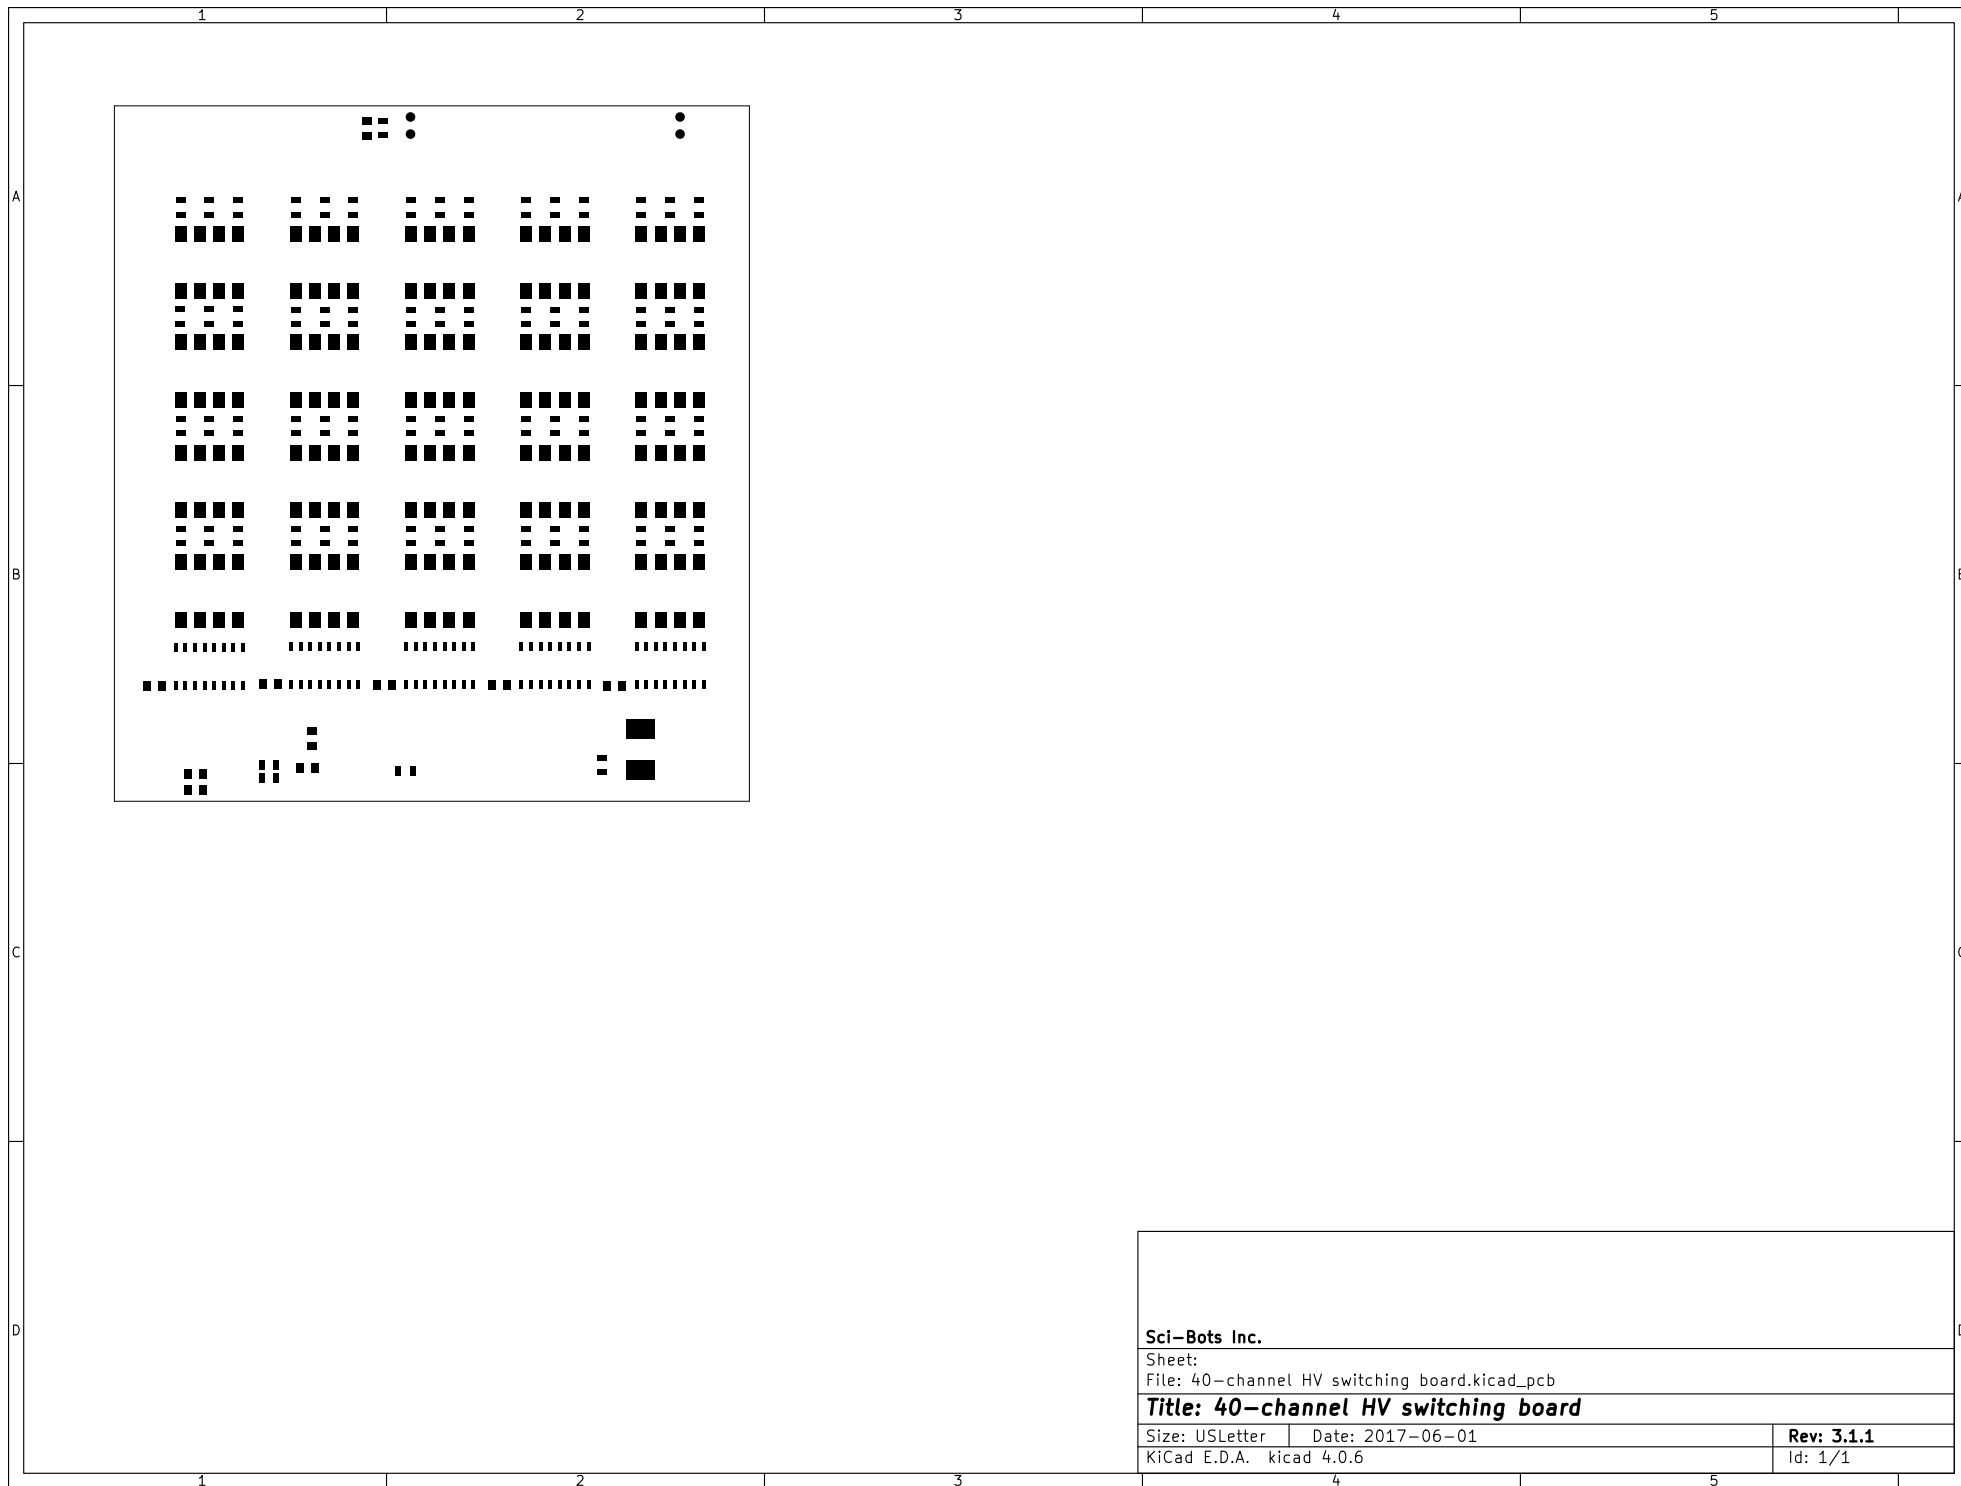 1 2 3 4 5
A A
B B
C C
D D
Sci-Bots Inc.
Sheet:
File: 40-channel HV switching board.kicad_pcb
Title: 40-channel HV switching board
Size: USLetter Date: 2017-06-01 Rev: 3.1.1
KiCad E.D.A. kicad 4.0.6 Id: 1/1
1 2 3 4 5